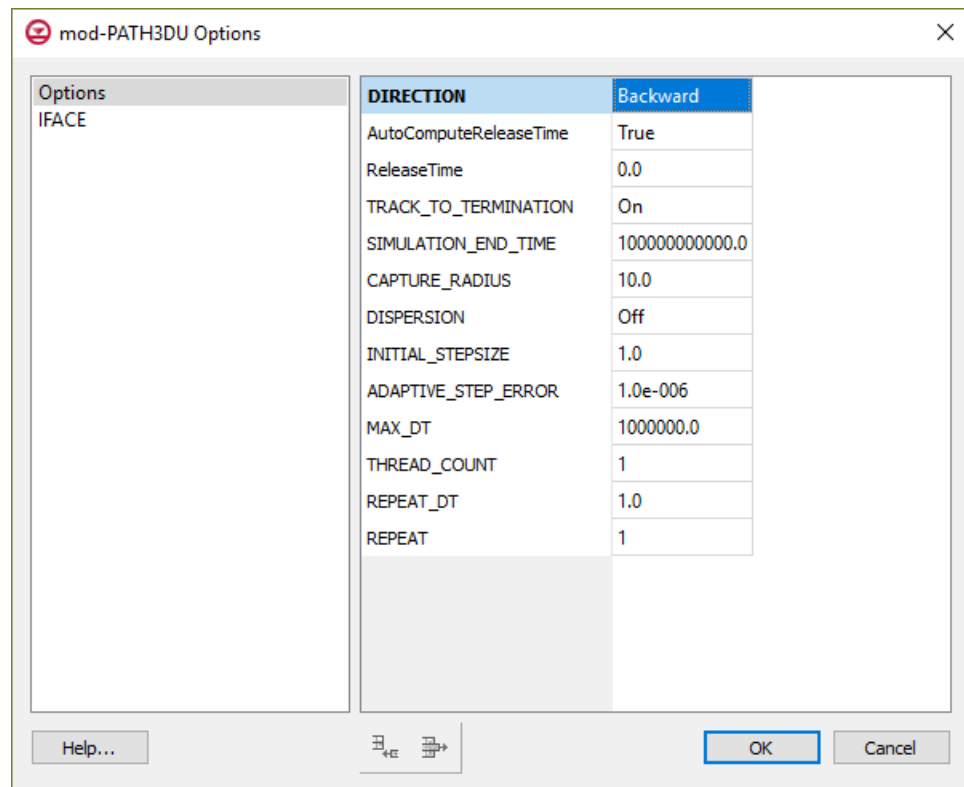 mod-PATH3DU Options
Options
IFACE
DIRECTION Backward
AutoComputeReleaseTime True
ReleaseTime 0.0
TRACK_TO_TERMINATION On
SIMULATION_END_TIME 100000000000.0
CAPTURE_RADIUS 10.0
DISPERSION Off
INITIAL_STEPSIZE 1.0
ADAPTIVE_STEP_ERROR 1.0e-006
MAX_DT 1000000.0
THREAD_COUNT 1
REPEAT_DT 1.0
REPEAT 1
Help... OK Cancel